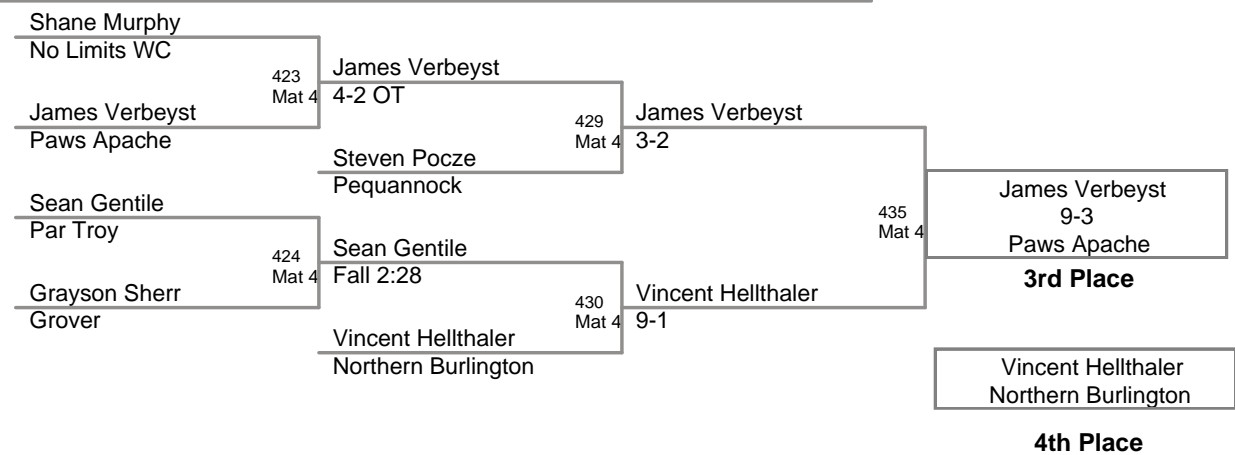 Shane Murphy
No Limits WC
423
Mat 4
James Verbeyst
4-2 OT
James Verbeyst
Paws Apache
429
Mat 4
James Verbeyst
3-2
Steven Pocze
Pequannock
Sean Gentile
Par Troy
424
Mat 4
Sean Gentile
Fall 2:28
Grayson Sherr
Grover
430
Mat 4
Vincent Hellthaler
9-1
Vincent Hellthaler
Northern Burlington
435
Mat 4
James Verbeyst
9-3
Paws Apache
3rd Place
Vincent Hellthaler
Northern Burlington
4th Place